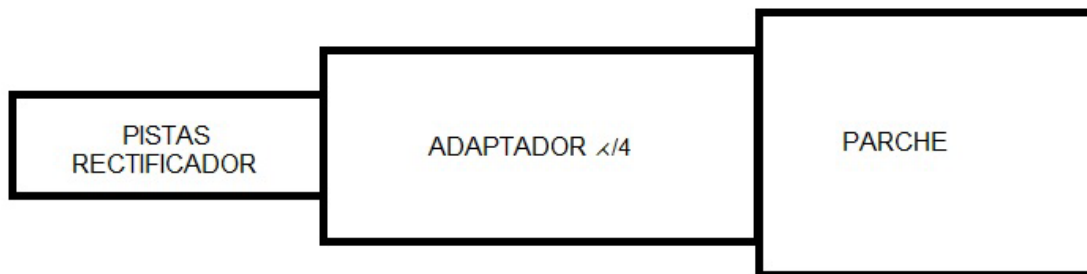 PISTAS
RECTIFICADOR
ADAPTADOR ⁁/4
PARCHE